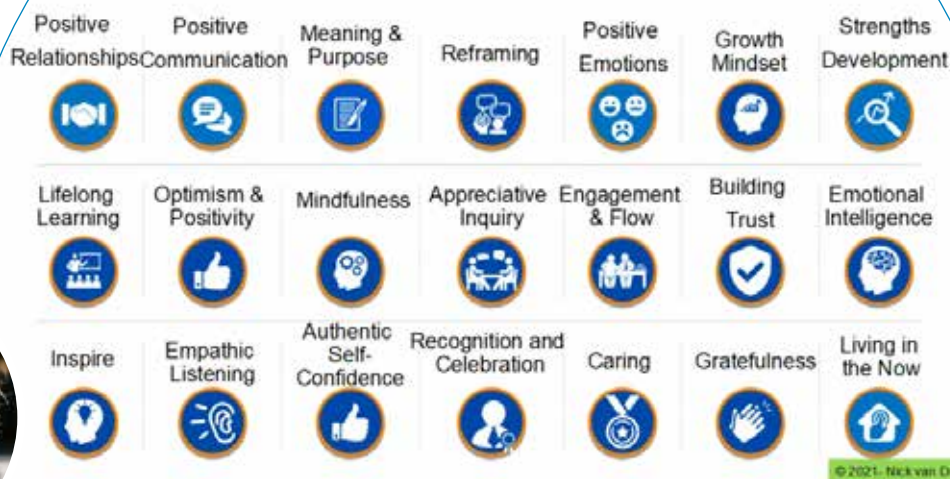 Positive
Relationships
Positive
Communication
Meaning &
Purpose
Reframing
Positive
Emotions
Growth
Mindset
Strengths
Development
Lifelong
Learning
Optimism &
Positivity
Mindfulness
Appreciative
Inquiry
Engagement
& Flow
Building
Trust
Emotional
Intelligence
Inspire
Empathic
Listening
Authentic
Self-
Confidence
Recognition and
Celebration
Caring
Gratefulness
Living in
the Now
© 2021- Nick van D